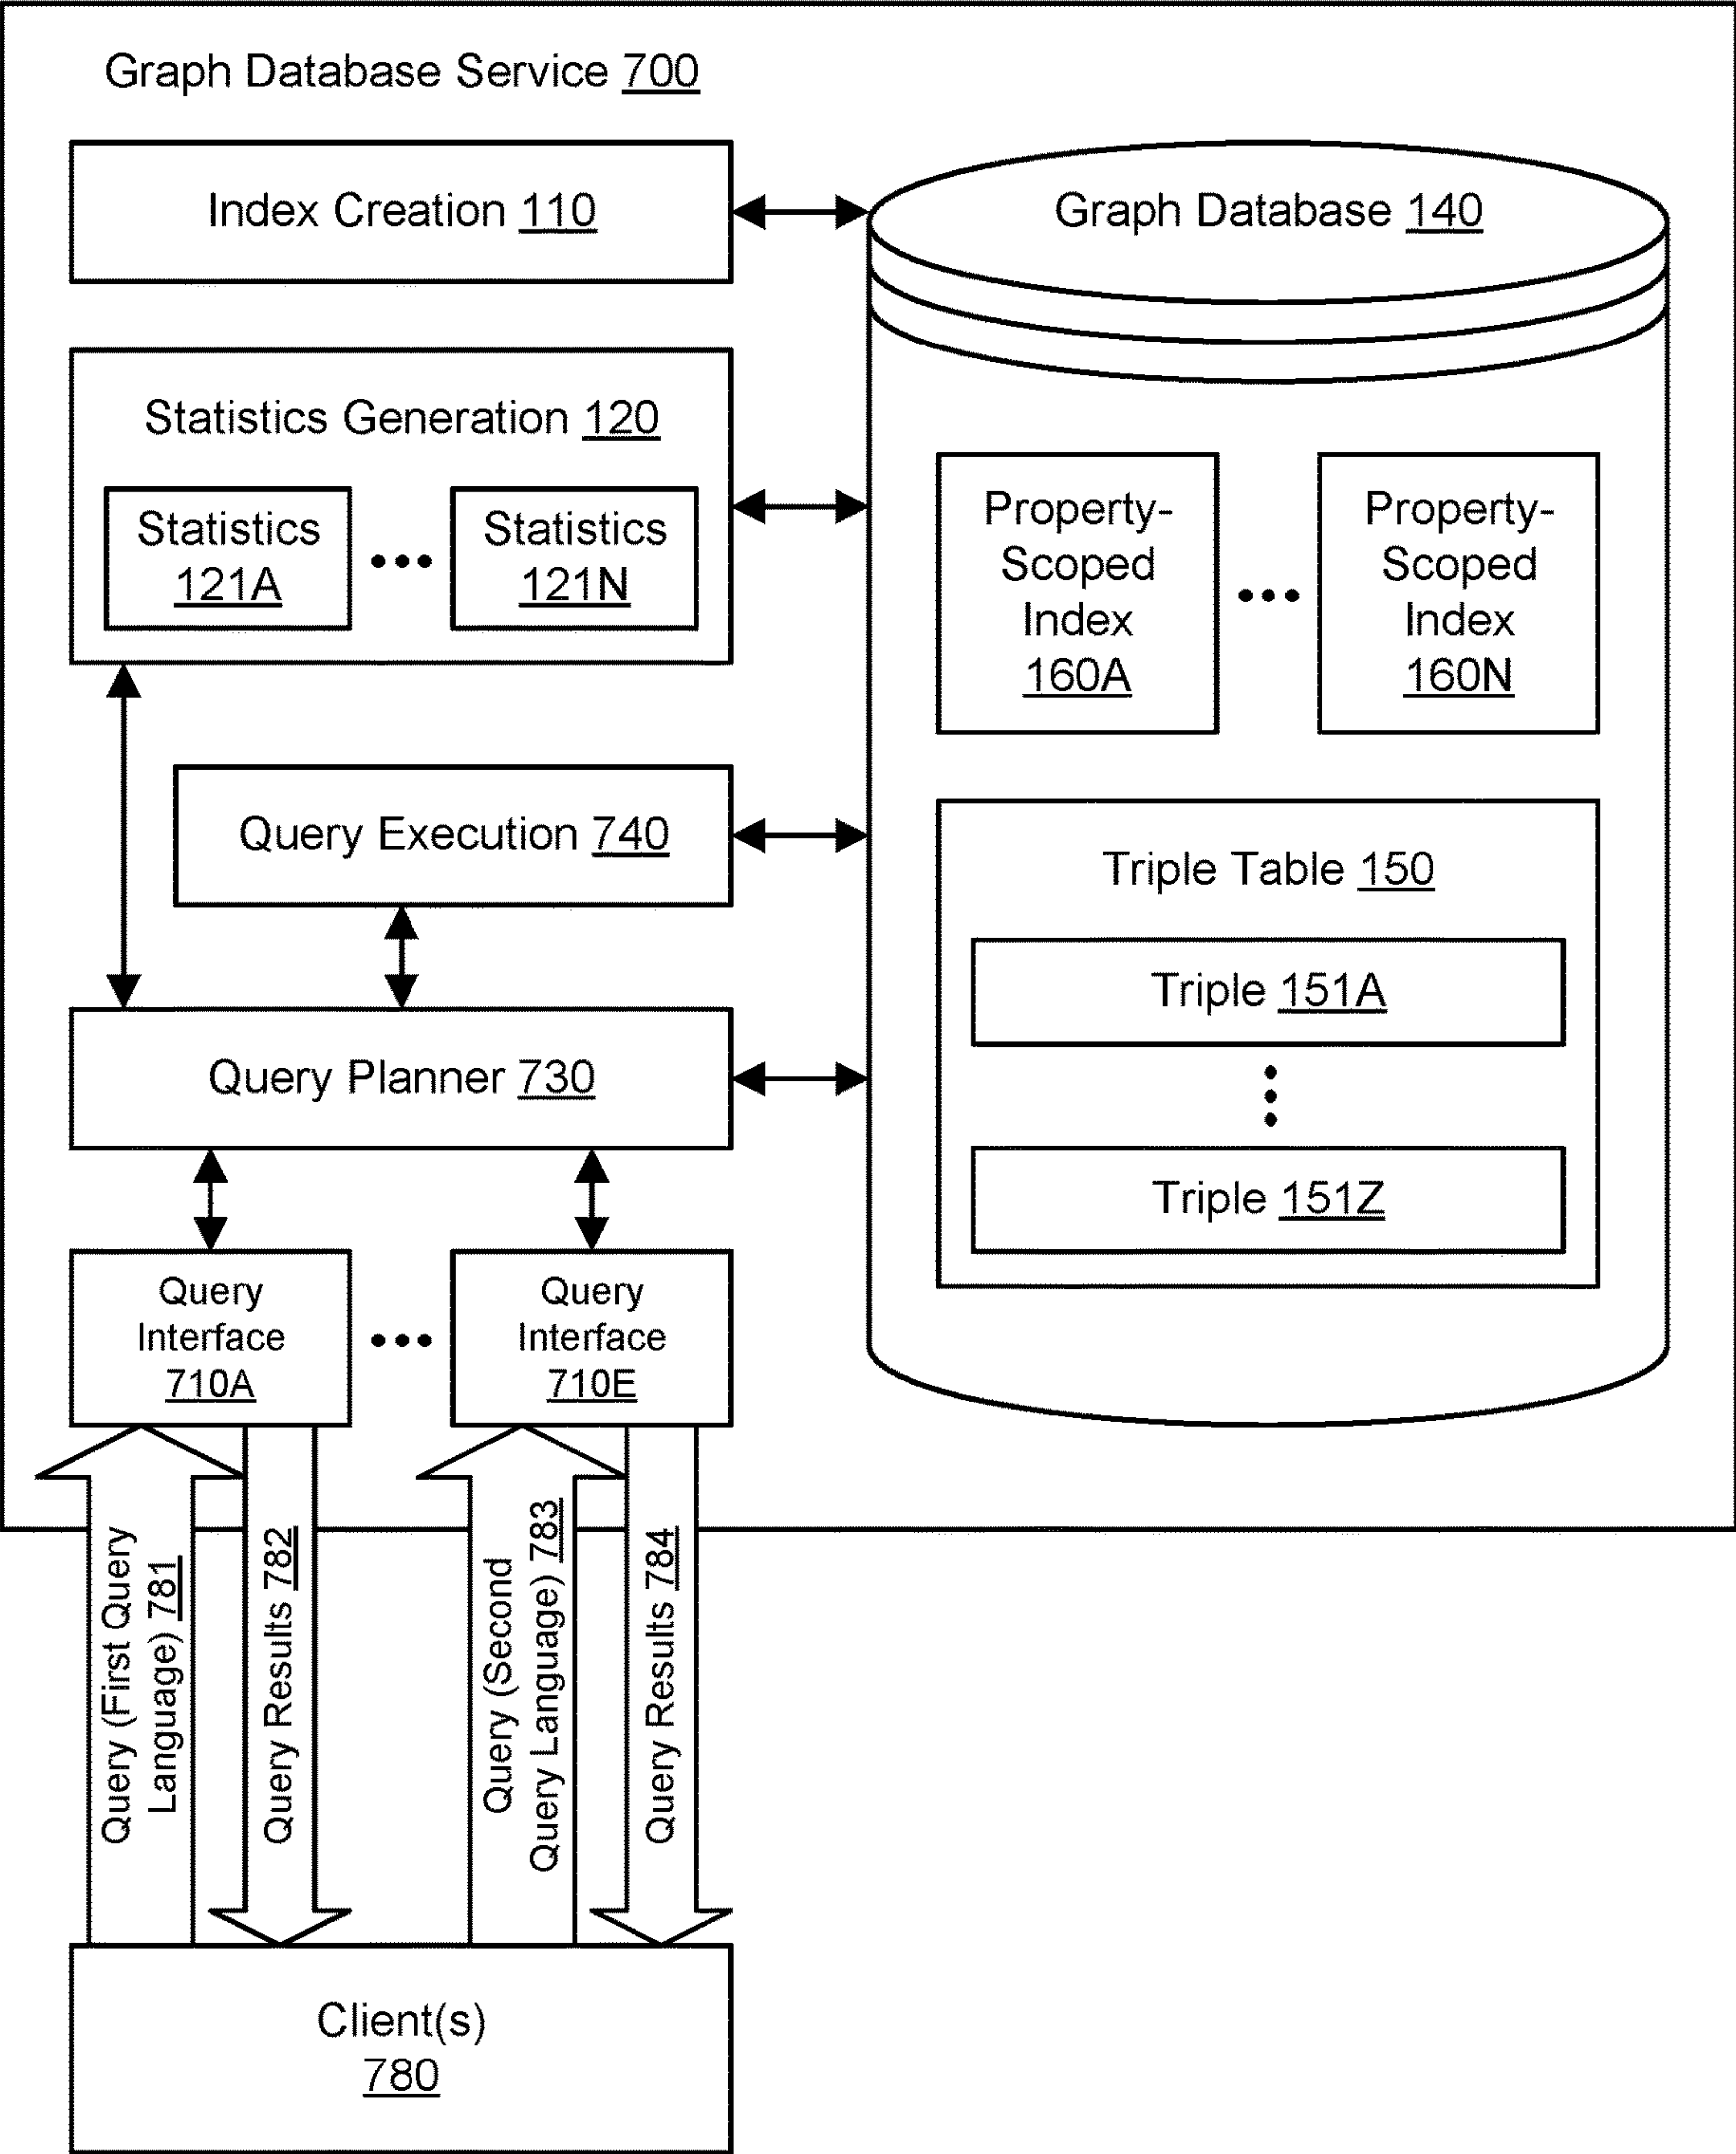 Graph Database Service 700
Index Creation 110
Graph Database 140
Statistics Generation 120
Statistics
121A
Statistics
121N
Property-
Scoped
Index
160A
Property-
Scoped
Index
160N
Query Execution 740
Triple Table 150
Triple 151A
Triple 151Z
Query Planner 730
Query
Interface
710A
Query
Interface
710E
Query (First Query
Language) 781
Query Results 782
Query (Second
Query Language) 783
Query Results 784
Client(s)
780